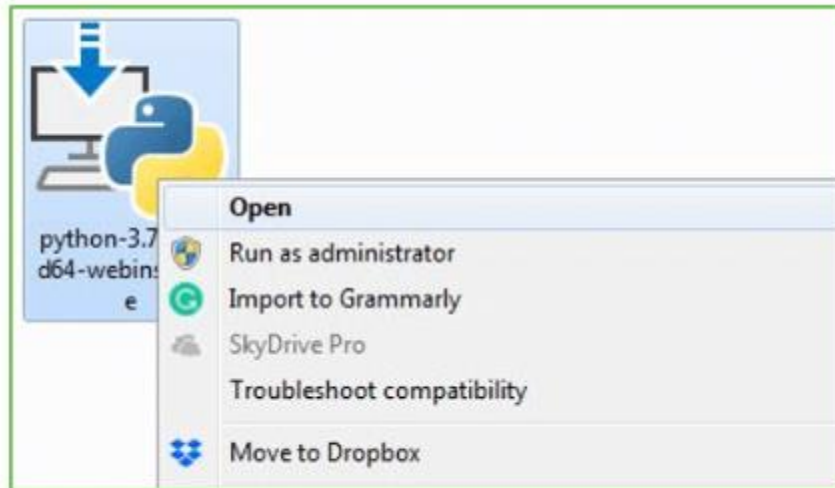 python-3.7
d64-webins
e
Open
Run as administrator
Import to Grammarly
SkyDrive Pro
Troubleshoot compatibility
Move to Dropbox